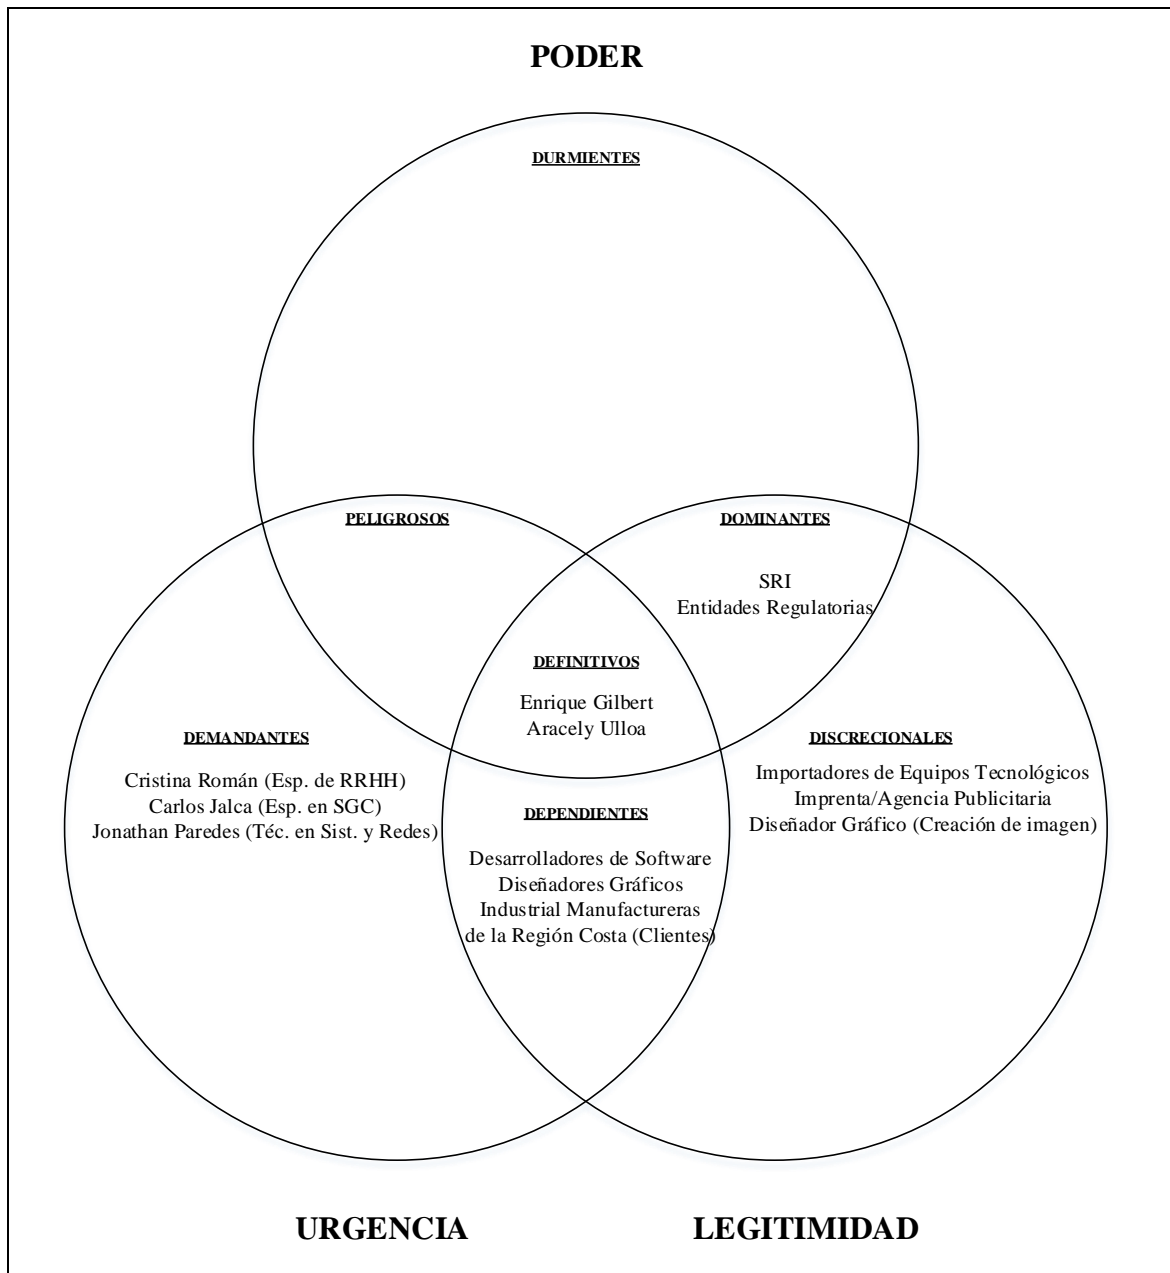 PODER
DURMIENTES
PELIGROSOS
DOMINANTES
SRI
Entidades Regulatorias
DEFINITIVOS
Enrique Gilbert
Aracely Ulloa
DEMANDANTES
Cristina Román (Esp. de RRHH)
Carlos Jalca (Esp. en SGC)
Jonathan Paredes (Téc. en Sist. y Redes)
DISCRECIONALES
Importadores de Equipos Tecnológicos
Imprenta/Agencia Publicitaria
Diseñador Gráfico (Creación de imagen)
DEPENDIENTES
Desarrolladores de Software
Diseñadores Gráficos
Industrial Manufactureras
de la Región Costa (Clientes)
URGENCIA
LEGITIMIDAD